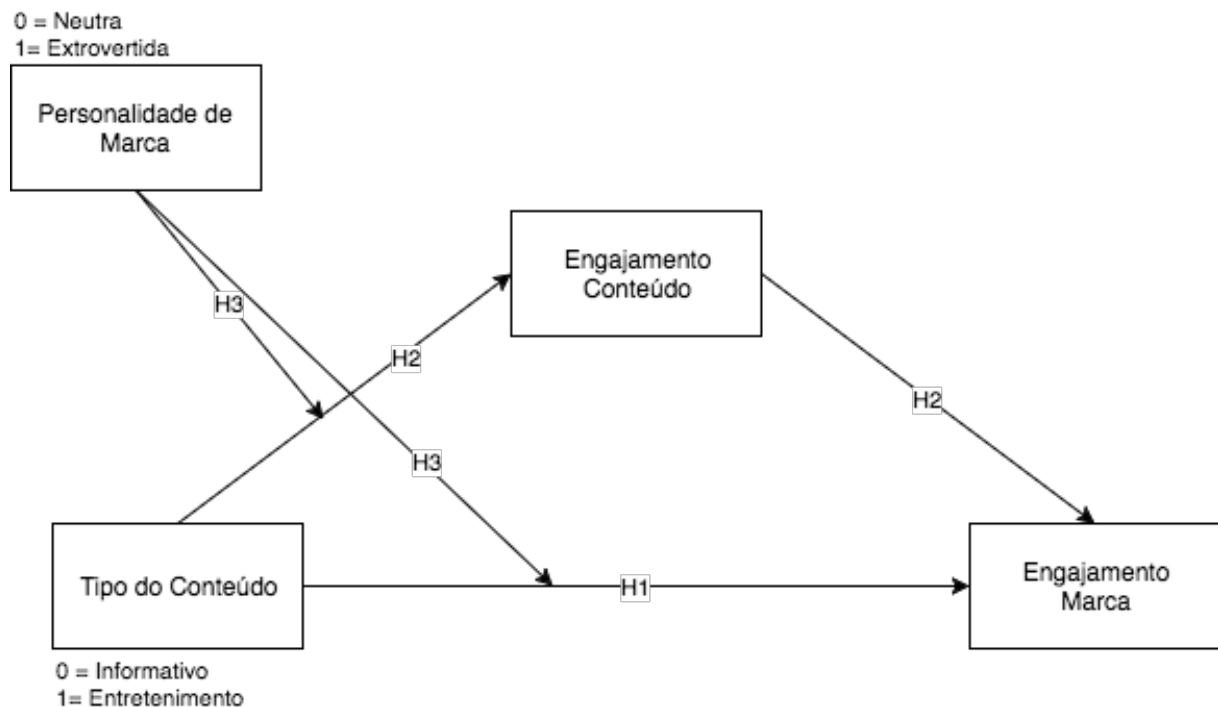 0 = Neutra
1= Extrovertida
Personalidade de
Marca
Engajamento
Conteúdo
H3
H2
H2
H3
Tipo do Conteúdo
H1
Engajamento
Marca
0 = Informativo
1= Entretenimento